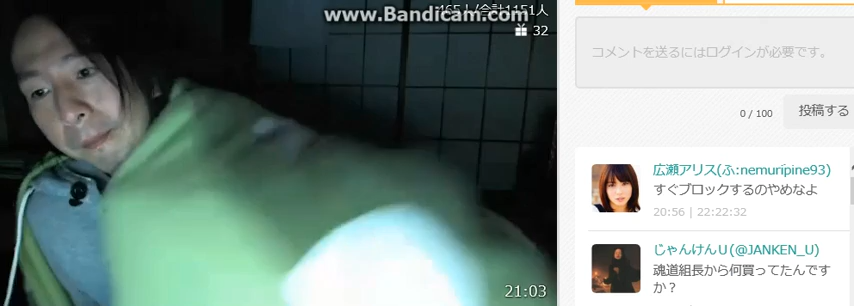 www.Bandicam.com
465人/合計1151人
32
21:03
コメントを送るにはログインが必要です。
0 / 100
投稿する
広瀬アリス(ふ:nemuripine93)
すぐブロックするのやめなよ
20:56 | 22:22:32
じゃんけんU(@JANKEN_U)
魂道組長から何買ってたんです
か？